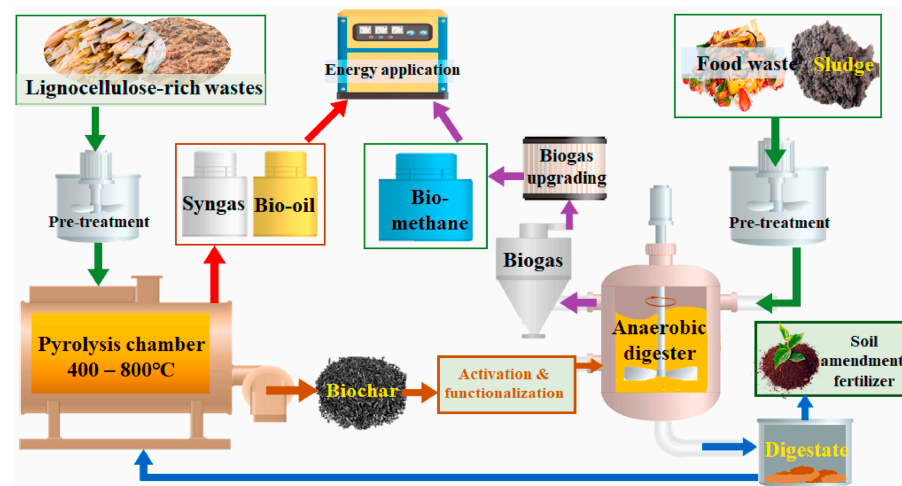 Lignocellulose-rich wastes
Energy application
Food waste
Sludge
Pre-treatment
Syngas
Bio-oil
Bio-
methane
Biogas
upgrading
Pre-treatment
Biogas
Pyrolysis chamber
400 – 800℃
Biochar
Activation &
functionalization
Anaerobic
digester
Soil
amendment
fertilizer
Digestate